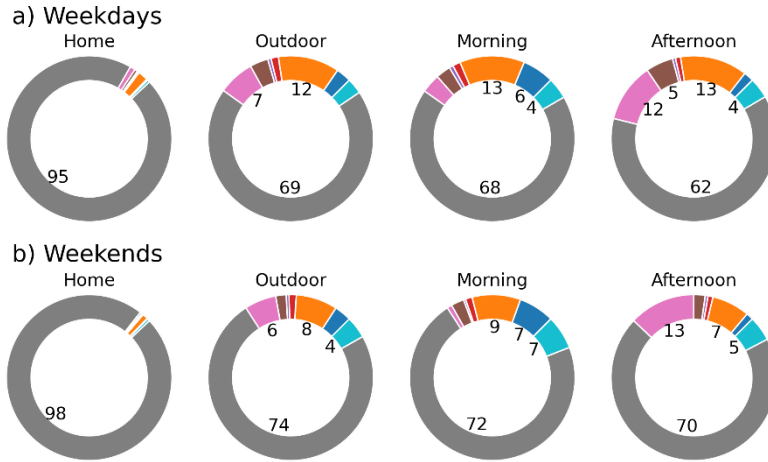 a) Weekdays
Home Outdoor Morning Afternoon
95
7 12
69
13 6 4
68
12 5 13 4
62
b) Weekends
Home Outdoor Morning Afternoon
98
6 8 4
74
9 7 7
72
13 7 5
70